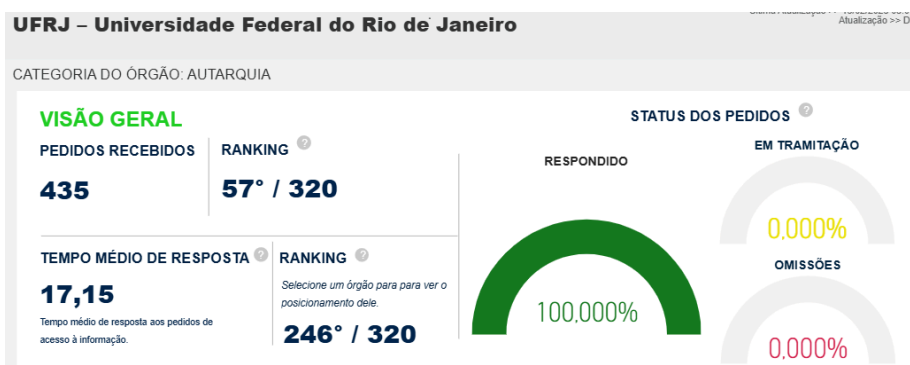 UFRJ – Universidade Federal do Rio de Janeiro
Atualização >> D
CATEGORIA DO ÓRGÃO: AUTARQUIA
VISÃO GERAL
PEDIDOS RECEBIDOS
435
RANKING ?
57° / 320
TEMPO MÉDIO DE RESPOSTA ?
17,15
Tempo médio de resposta aos pedidos de
acesso à informação.
RANKING ?
Selecione um órgão para para ver o
posicionamento dele.
246° / 320
STATUS DOS PEDIDOS ?
RESPONDIDO
100,000%
EM TRAMITAÇÃO
0,000%
OMISSÕES
0,000%